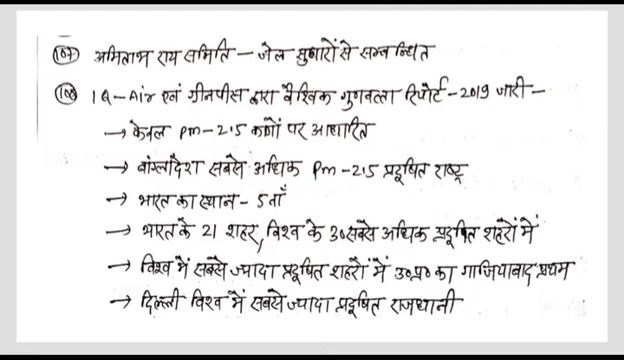 (107) अमिताभ राय समिति - जेल सुधारों से सम्बन्धित
(108) IQ-Air एवं ग्रीनपीस द्वारा वैश्विक गुणवत्ता रिपोर्ट-2019 जारी-
→ केवल PM-2.5 कणों पर आधारित
→ बांग्लादेश सबसे अधिक PM-2.5 प्रदूषित राष्ट्र
→ भारत का स्थान - 5वाँ
→ भारत के 21 शहर, विश्व के 30 सबसे अधिक प्रदूषित शहरों में
→ विश्व में सबसे ज्यादा प्रदूषित शहरों में उ०प्र० का गाजियाबाद प्रथम
→ दिल्ली विश्व में सबसे ज्यादा प्रदूषित राजधानी